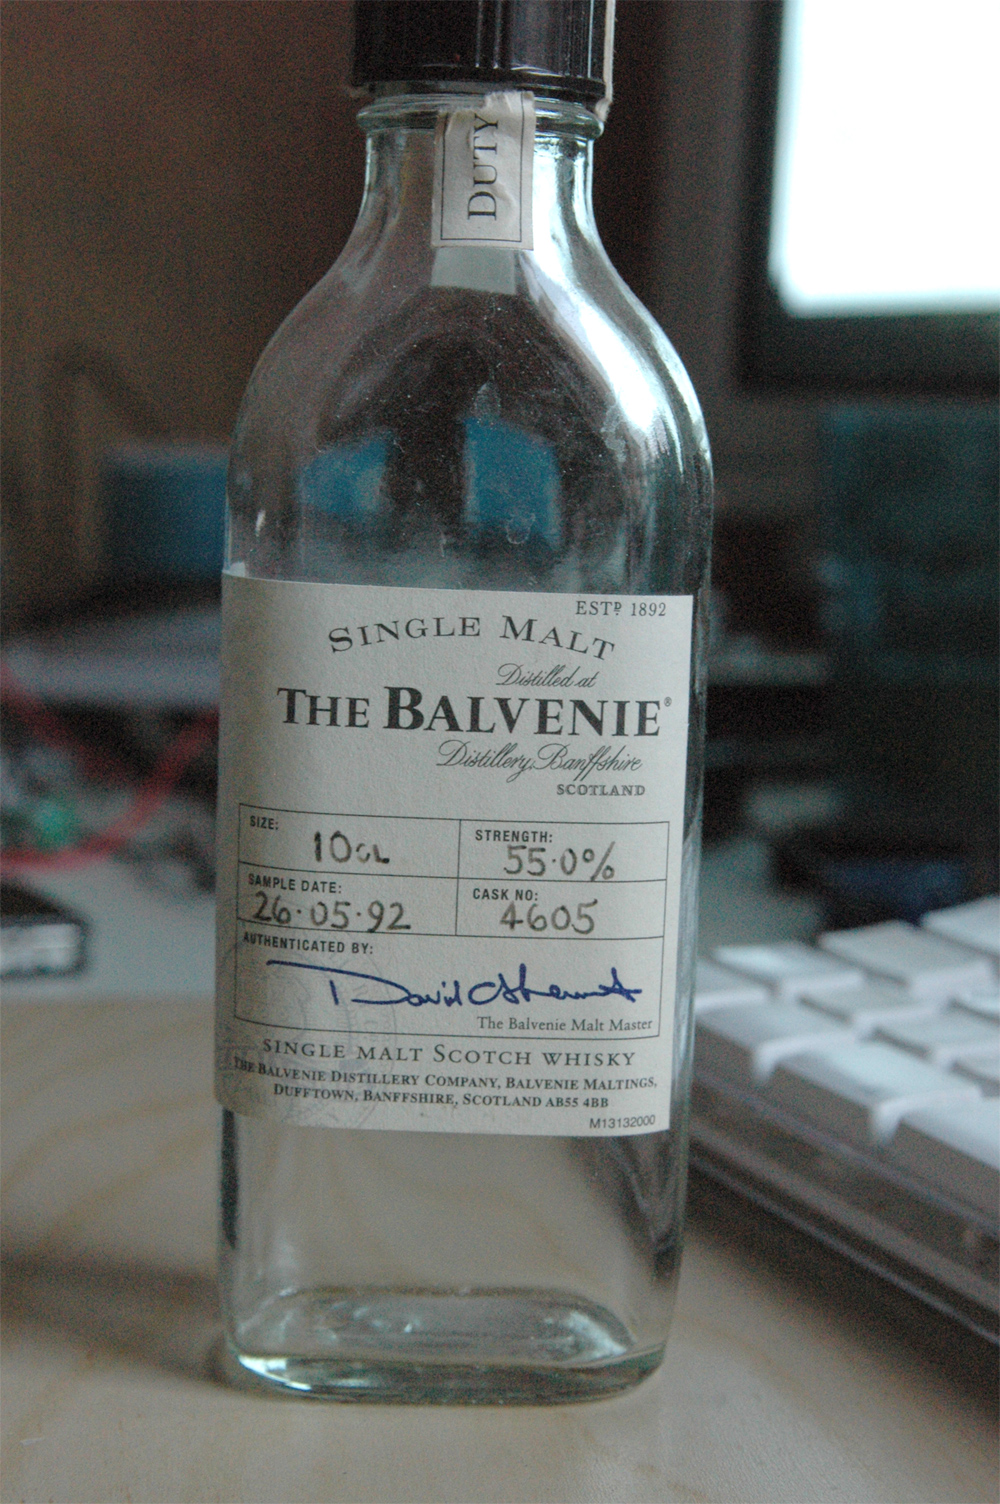 DUTY
ESTD 1892
SINGLE MALT
Distilled at
THE BALVENIE®
Distillery, Banffshire
SCOTLAND
SIZE: 10CL
STRENGTH: 55.0%
SAMPLE DATE: 26.05.92
CASK NO: 4605
AUTHENTICATED BY:
David
The Balvenie Malt Master
SINGLE MALT SCOTCH WHISKY
THE BALVENIE DISTILLERY COMPANY, BALVENIE MALTINGS,
DUFFTOWN, BANFFSHIRE, SCOTLAND AB55 4BB
M13132000